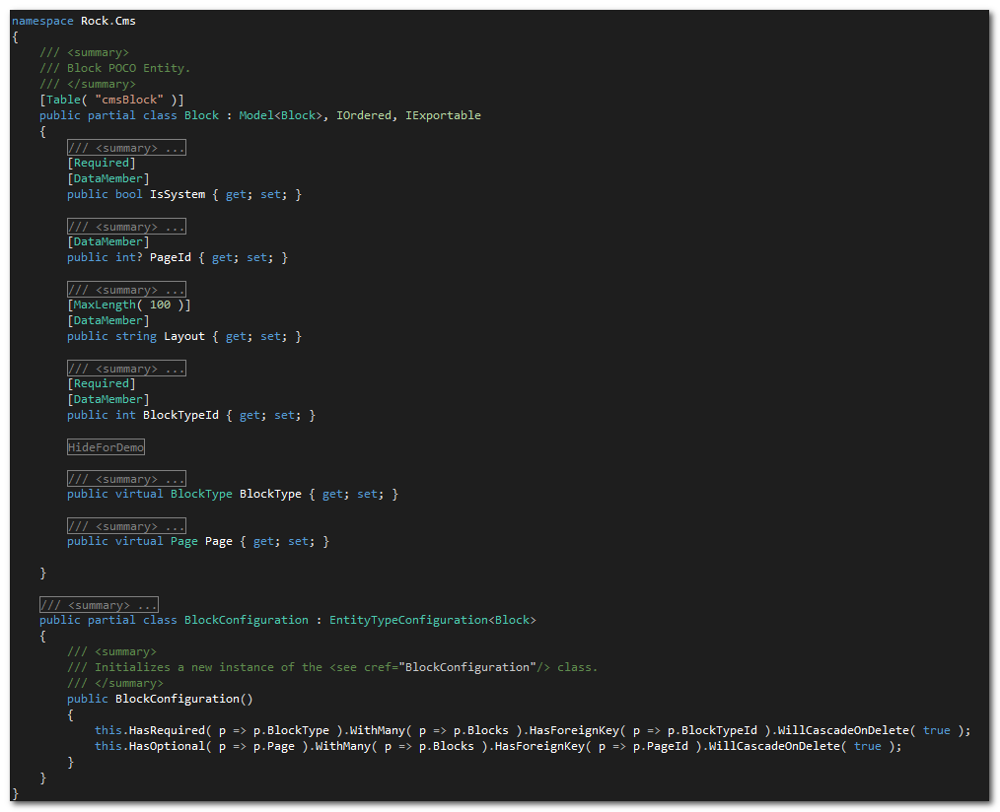 namespace Rock.Cms
{
    /// <summary>
    /// Block POCO Entity.
    /// </summary>
    [Table( "cmsBlock" )]
    public partial class Block : Model<Block>, IOrdered, IExportable
    {
        /// <summary> ...
        [Required]
        [DataMember]
        public bool IsSystem { get; set; }

        /// <summary> ...
        [DataMember]
        public int? PageId { get; set; }

        /// <summary> ...
        [MaxLength( 100 )]
        [DataMember]
        public string Layout { get; set; }

        /// <summary> ...
        [Required]
        [DataMember]
        public int BlockTypeId { get; set; }

        HideForDemo

        /// <summary> ...
        public virtual BlockType BlockType { get; set; }

        /// <summary> ...
        public virtual Page Page { get; set; }

    }

    /// <summary> ...
    public partial class BlockConfiguration : EntityTypeConfiguration<Block>
    {
        /// <summary>
        /// Initializes a new instance of the <see cref="BlockConfiguration"/> class.
        /// </summary>
        public BlockConfiguration()
        {
            this.HasRequired( p => p.BlockType ).WithMany( p => p.Blocks ).HasForeignKey( p => p.BlockTypeId ).WillCascadeOnDelete( true );
            this.HasOptional( p => p.Page ).WithMany( p => p.Blocks ).HasForeignKey( p => p.PageId ).WillCascadeOnDelete( true );
        }
    }
}